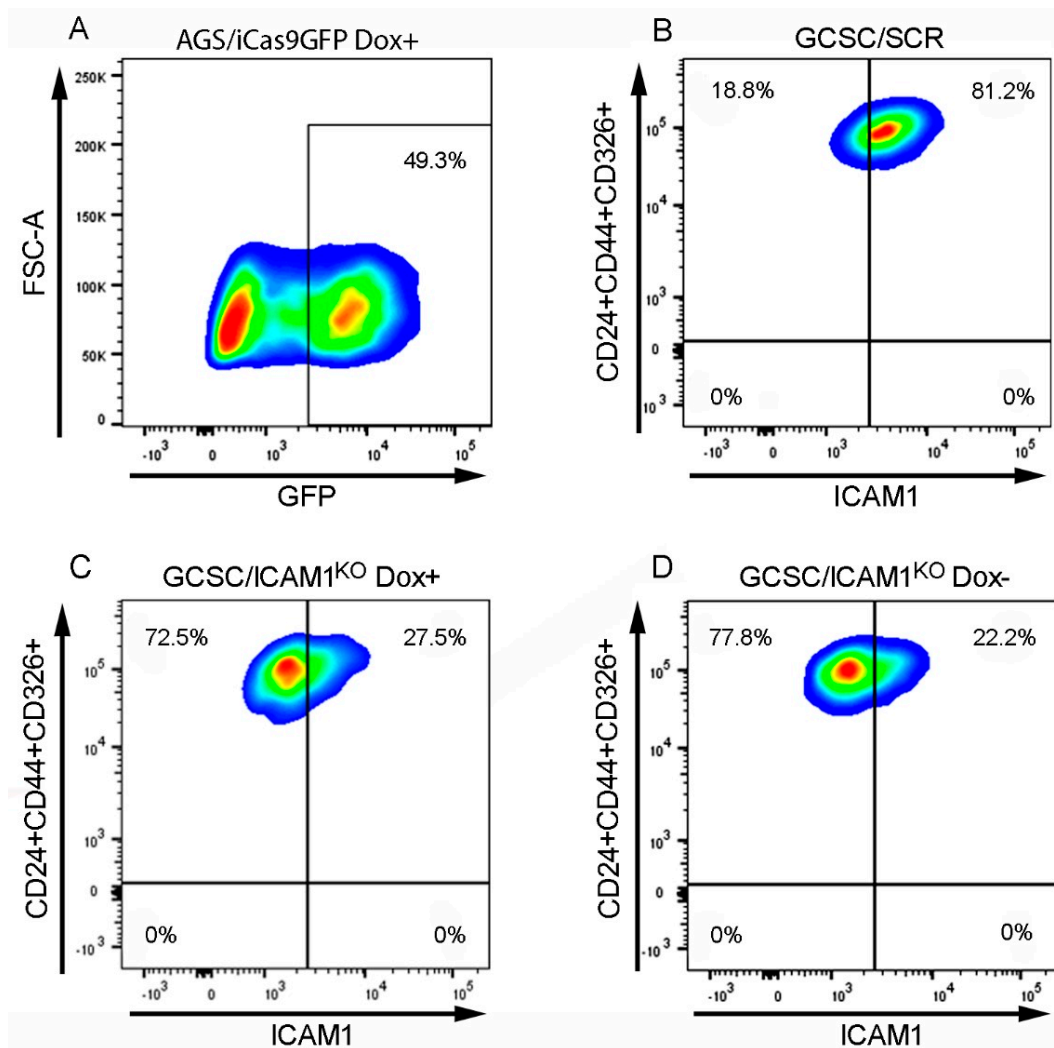 A
AGS/iCas9GFP Dox+
250K
200K
150K
100K
50K
0
49.3%
FSC-A
-10³ 0 10³ 10⁴ 10⁵
GFP
B
GCSC/SCR
18.8% 81.2%
10⁵
10⁴
10³
0
10³
0% 0%
CD24+CD44+CD326+
10³ 10⁴ 10⁵
ICAM1
C
GCSC/ICAM1ᴷᴼ Dox+
72.5% 27.5%
10⁵
10⁴
10³
0
-10³
0% 0%
CD24+CD44+CD326+
-10³ 0 10³ 10⁴ 10⁵
ICAM1
D
GCSC/ICAM1ᴷᴼ Dox-
77.8% 22.2%
10⁵
10⁴
10³
0
-10³
0% 0%
CD24+CD44+CD326+
-10³ 0 10³ 10⁴ 10⁵
ICAM1